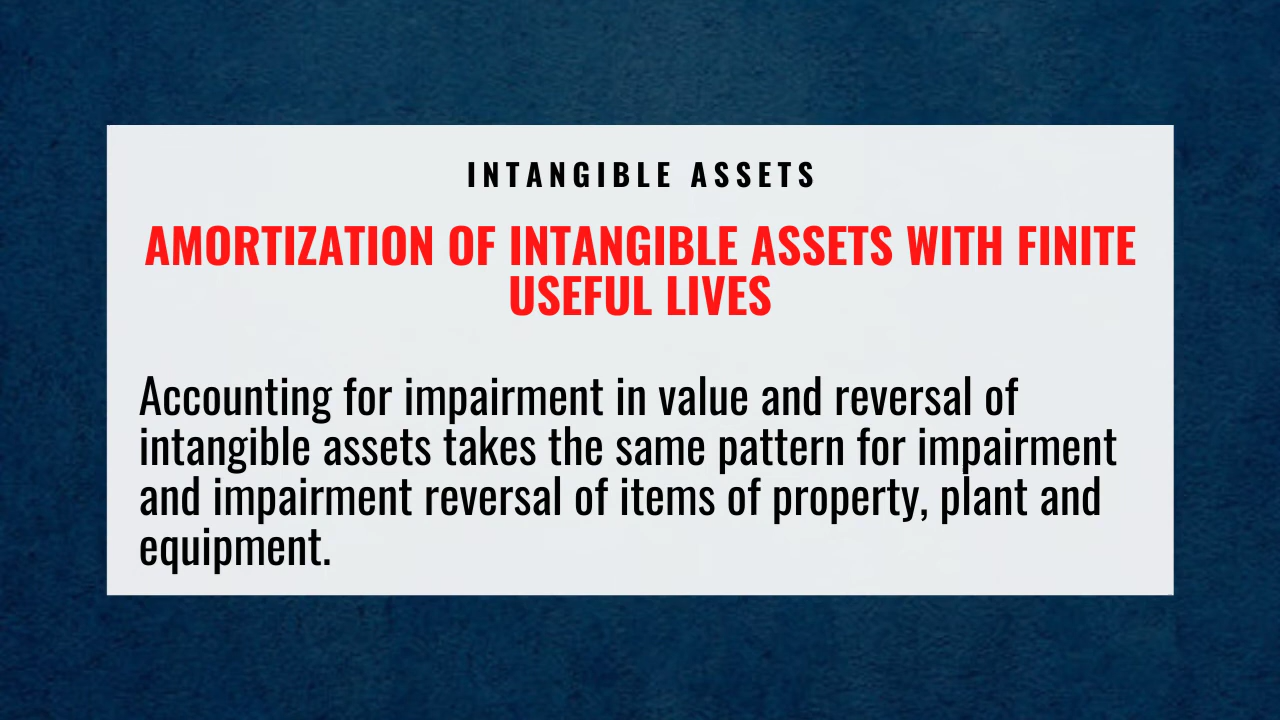 INTANGIBLE ASSETS
AMORTIZATION OF INTANGIBLE ASSETS WITH FINITE
USEFUL LIVES
Accounting for impairment in value and reversal of
intangible assets takes the same pattern for impairment
and impairment reversal of items of property, plant and
equipment.